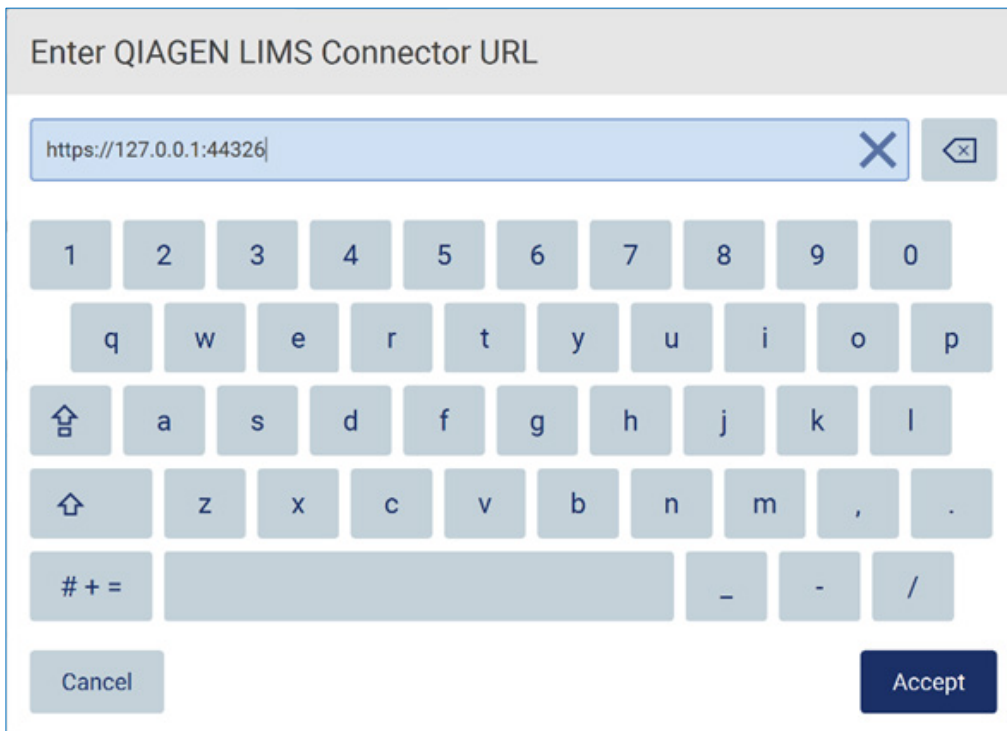 Enter QIAGEN LIMS Connector URL
https://127.0.0.1:44326
1 2 3 4 5 6 7 8 9 0
q w e r t y u i o p
a s d f g h j k l
z x c v b n m , .
# + = _ - /
Cancel Accept